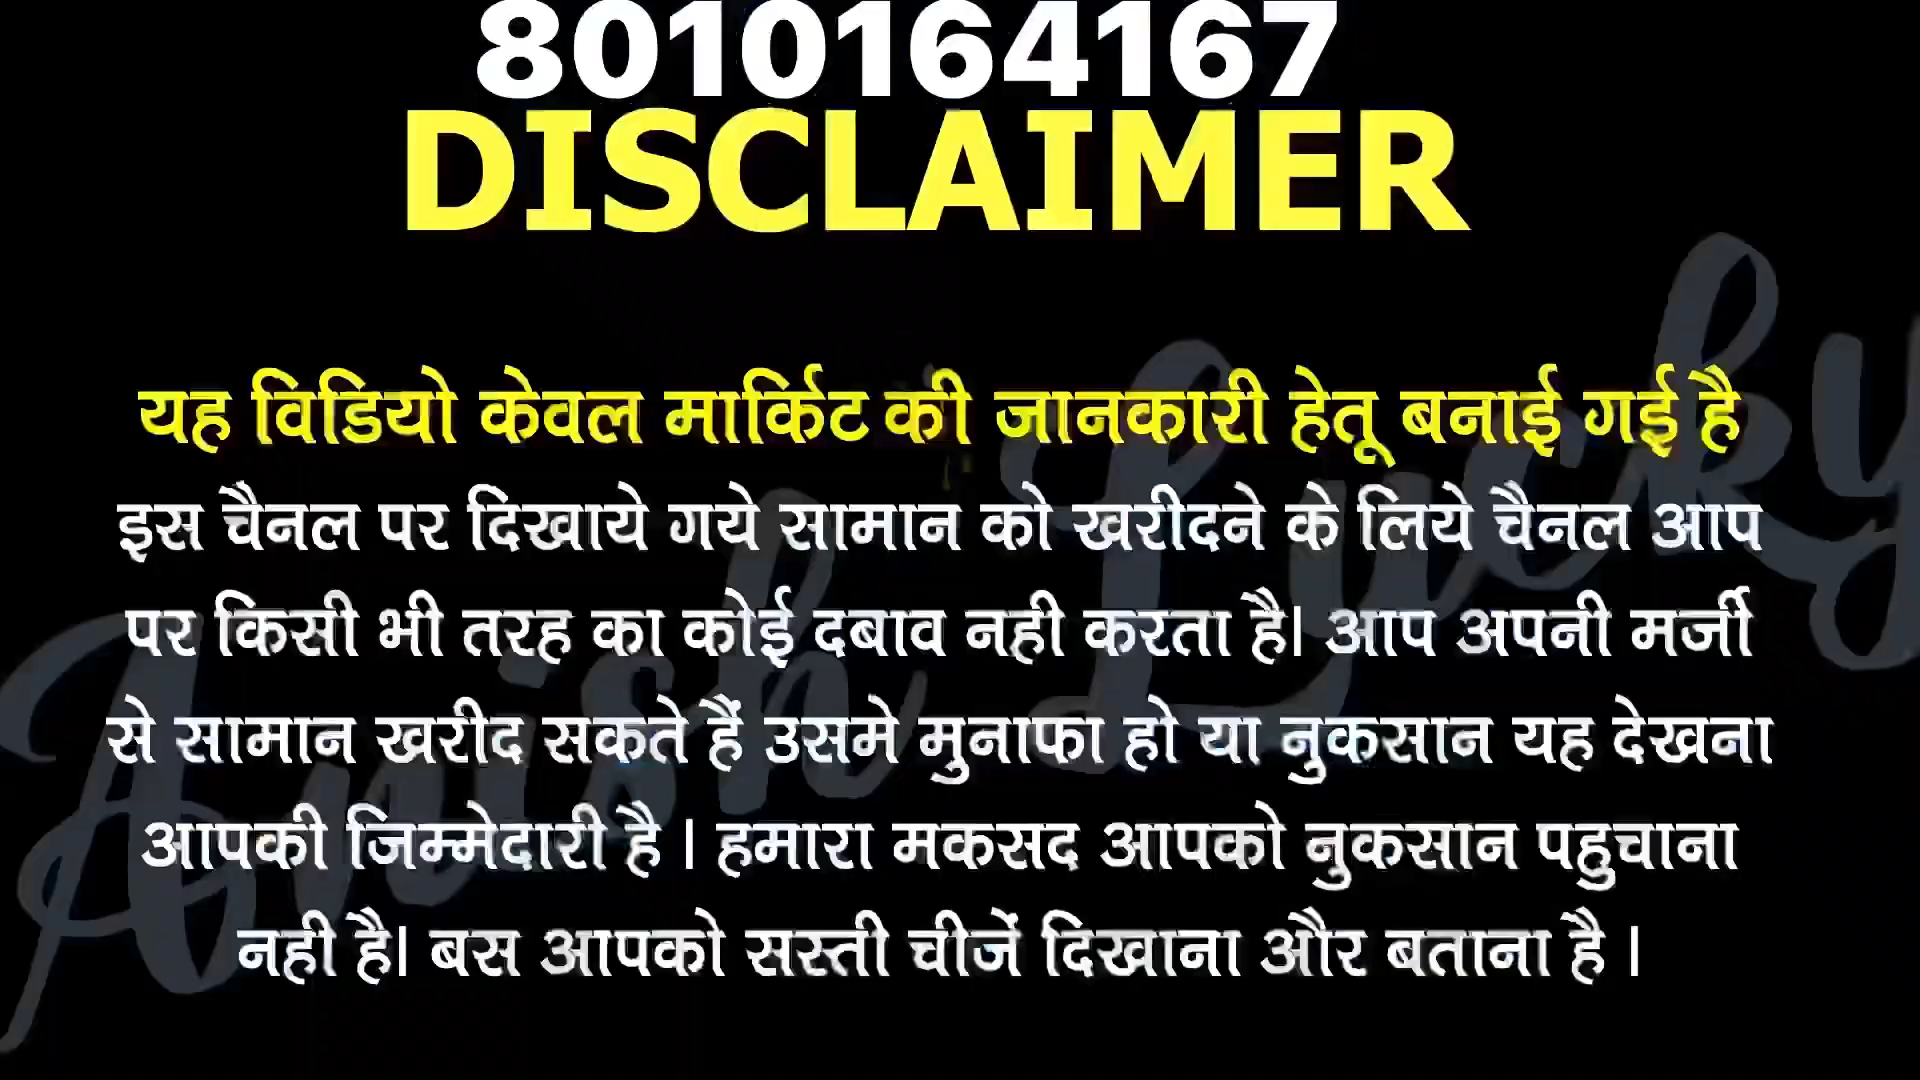 8010164167
DISCLAIMER
यह विडियो केवल मार्किट की जानकारी हेतू बनाई गई है
इस चैनल पर दिखाये गये सामान को खरीदने के लिये चैनल आप
पर किसी भी तरह का कोई दबाव नही करता है। आप अपनी मर्जी
से सामान खरीद सकते हैं उसमे मुनाफा हो या नुकसान यह देखना
आपकी जिम्मेदारी है । हमारा मकसद आपको नुकसान पहुचाना
नही है। बस आपको सस्ती चीजें दिखाना और बताना है ।
Anish Lucky